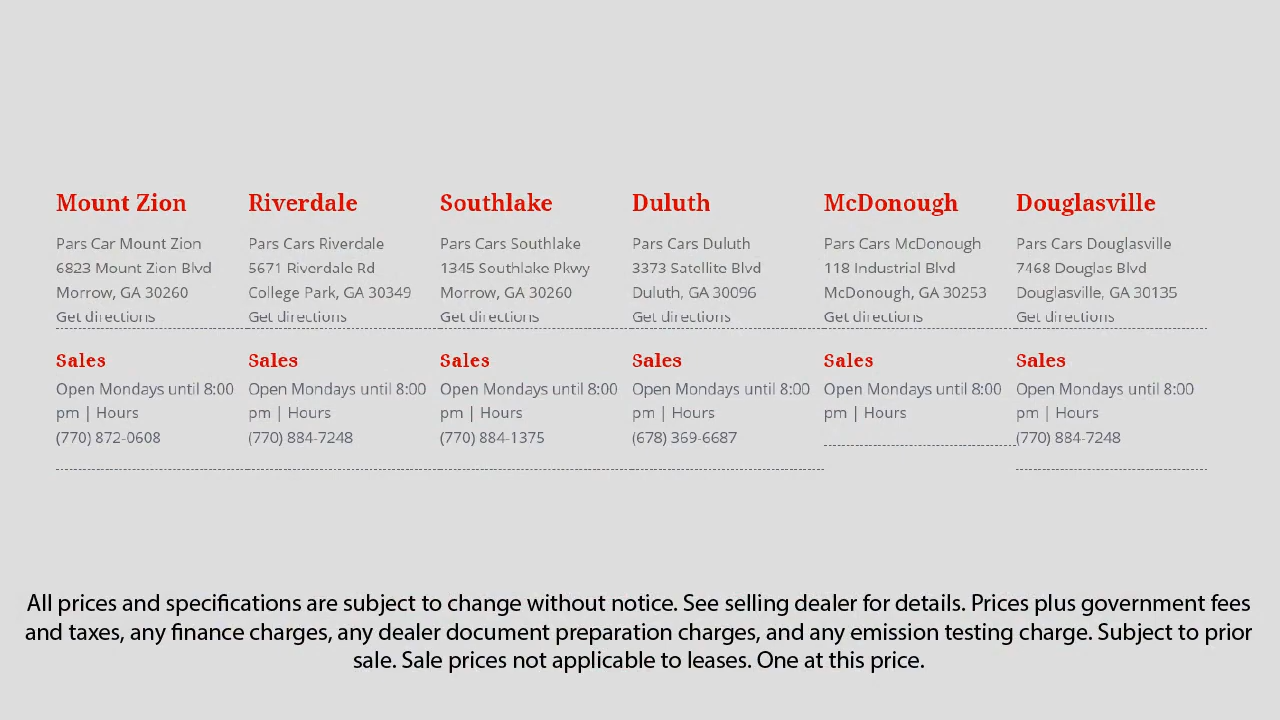 Mount Zion
Pars Car Mount Zion
6823 Mount Zion Blvd
Morrow, GA 30260
Get directions
Sales
Open Mondays until 8:00
pm | Hours
(770) 872-0608
Riverdale
Pars Cars Riverdale
5671 Riverdale Rd
College Park, GA 30349
Get directions
Sales
Open Mondays until 8:00
pm | Hours
(770) 884-7248
Southlake
Pars Cars Southlake
1345 Southlake Pkwy
Morrow, GA 30260
Get directions
Sales
Open Mondays until 8:00
pm | Hours
(770) 884-1375
Duluth
Pars Cars Duluth
3373 Satellite Blvd
Duluth, GA 30096
Get directions
Sales
Open Mondays until 8:00
pm | Hours
(678) 369-6687
McDonough
Pars Cars McDonough
118 Industrial Blvd
McDonough, GA 30253
Get directions
Sales
Open Mondays until 8:00
pm | Hours
Douglasville
Pars Cars Douglasville
7468 Douglas Blvd
Douglasville, GA 30135
Get directions
Sales
Open Mondays until 8:00
pm | Hours
(770) 884-7248
All prices and specifications are subject to change without notice. See selling dealer for details. Prices plus government fees
and taxes, any finance charges, any dealer document preparation charges, and any emission testing charge. Subject to prior
sale. Sale prices not applicable to leases. One at this price.